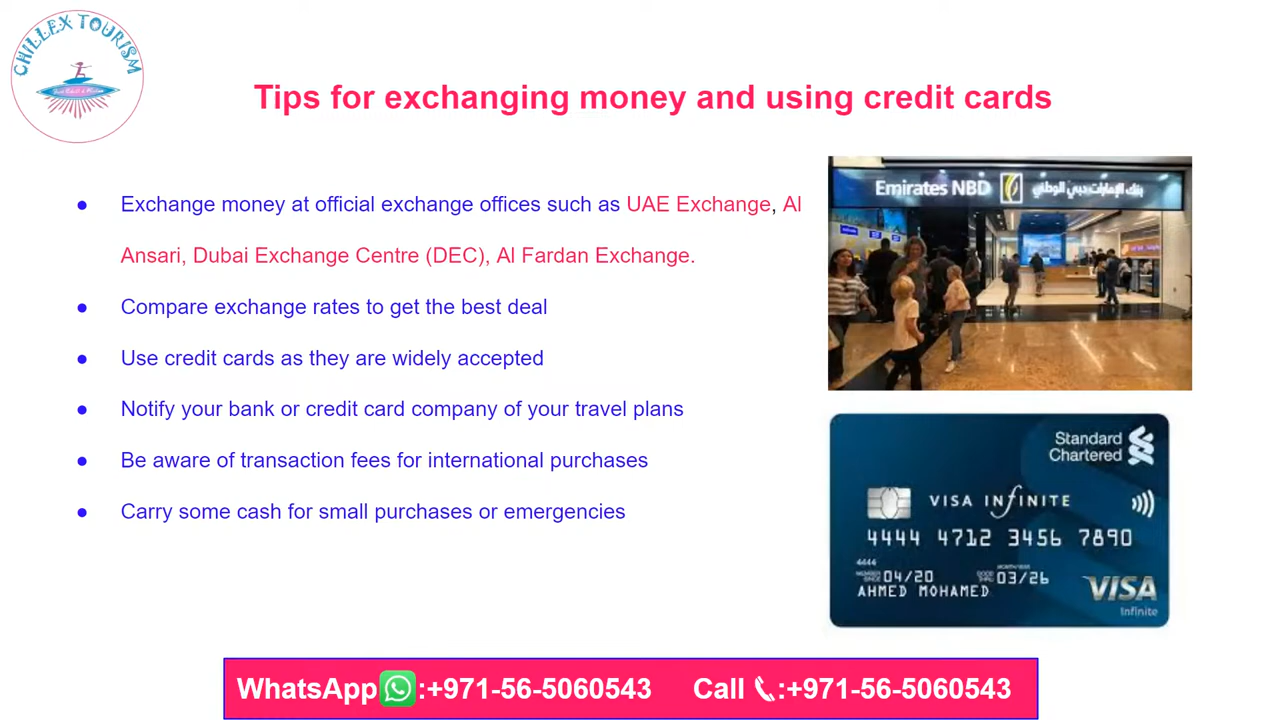 CHILLEX TOURISM
Tips for exchanging money and using credit cards
● Exchange money at official exchange offices such as UAE Exchange, Al
Ansari, Dubai Exchange Centre (DEC), Al Fardan Exchange.
● Compare exchange rates to get the best deal
● Use credit cards as they are widely accepted
● Notify your bank or credit card company of your travel plans
● Be aware of transaction fees for international purchases
● Carry some cash for small purchases or emergencies
Emirates NBD بنك الإمارات دبي الوطني
Standard
Chartered
VISA INFINITE
4444 4712 3456 7890
4444
MEMBER SINCE 04/20 GOOD THRU 03/26
AHMED MOHAMED
VISA
Infinite
WhatsApp :+971-56-5060543 Call :+971-56-5060543